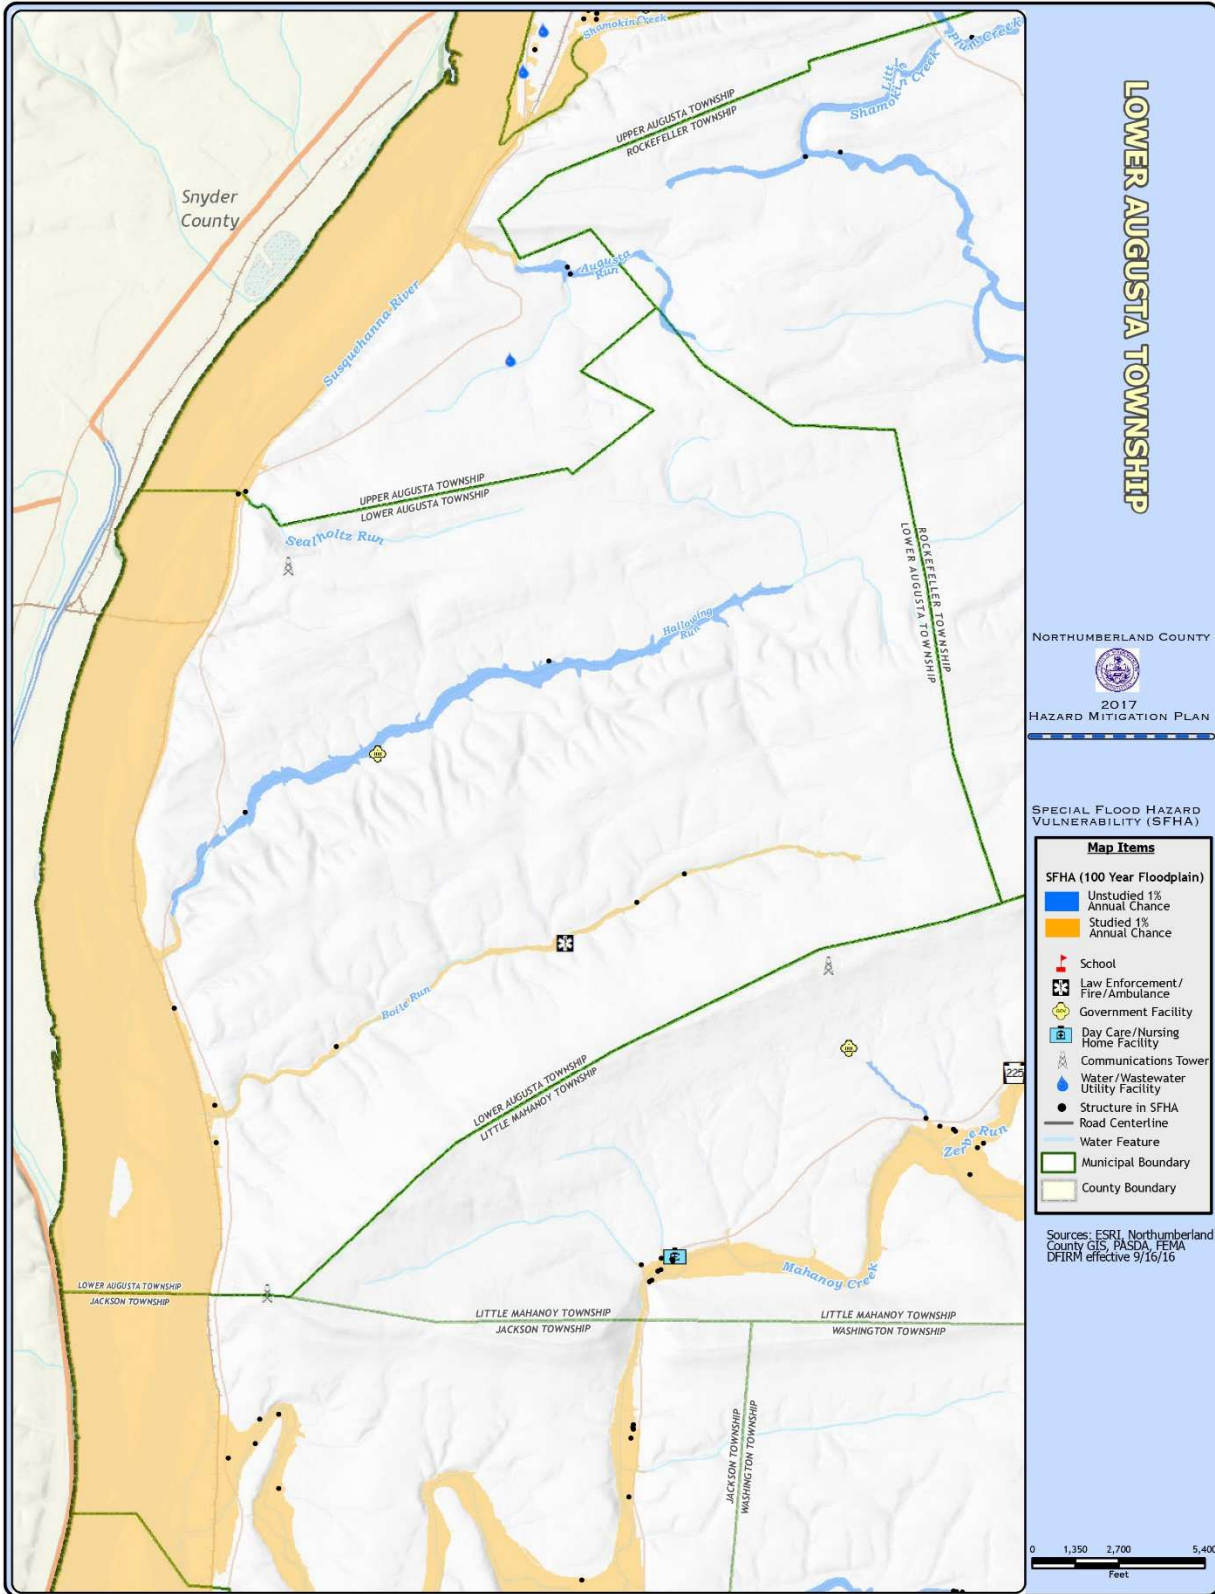 Shamokin Creek
Plum Creek
Little
Shamokin Creek
UPPER AUGUSTA TOWNSHIP
ROCKEFELLER TOWNSHIP
Snyder
County
Augusta
Run
Susquehanna River
UPPER AUGUSTA TOWNSHIP
LOWER AUGUSTA TOWNSHIP
Sealholtz Run
ROCKEFELLER TOWNSHIP
LOWER AUGUSTA TOWNSHIP
Hallowing
Run
Boile Run
LOWER AUGUSTA TOWNSHIP
LITTLE MAHANOY TOWNSHIP
225
Zerbe Run
Mahanoy Creek
LOWER AUGUSTA TOWNSHIP
JACKSON TOWNSHIP
LITTLE MAHANOY TOWNSHIP
JACKSON TOWNSHIP
LITTLE MAHANOY TOWNSHIP
WASHINGTON TOWNSHIP
JACKSON TOWNSHIP
WASHINGTON TOWNSHIP
LOWER AUGUSTA TOWNSHIP
NORTHUMBERLAND COUNTY
2017
HAZARD MITIGATION PLAN
SPECIAL FLOOD HAZARD
VULNERABILITY (SFHA)
Map Items
SFHA (100 Year Floodplain)
Unstudied 1%
Annual Chance
Studied 1%
Annual Chance
School
Law Enforcement/
Fire/Ambulance
GOV
Government Facility
Day Care/Nursing
Home Facility
Communications Tower
Water/Wastewater
Utility Facility
Structure in SFHA
Road Centerline
Water Feature
Municipal Boundary
County Boundary
Sources: ESRI, Northumberland
County GIS, PASDA, FEMA
DFIRM effective 9/16/16
0 1,350 2,700 5,400
Feet